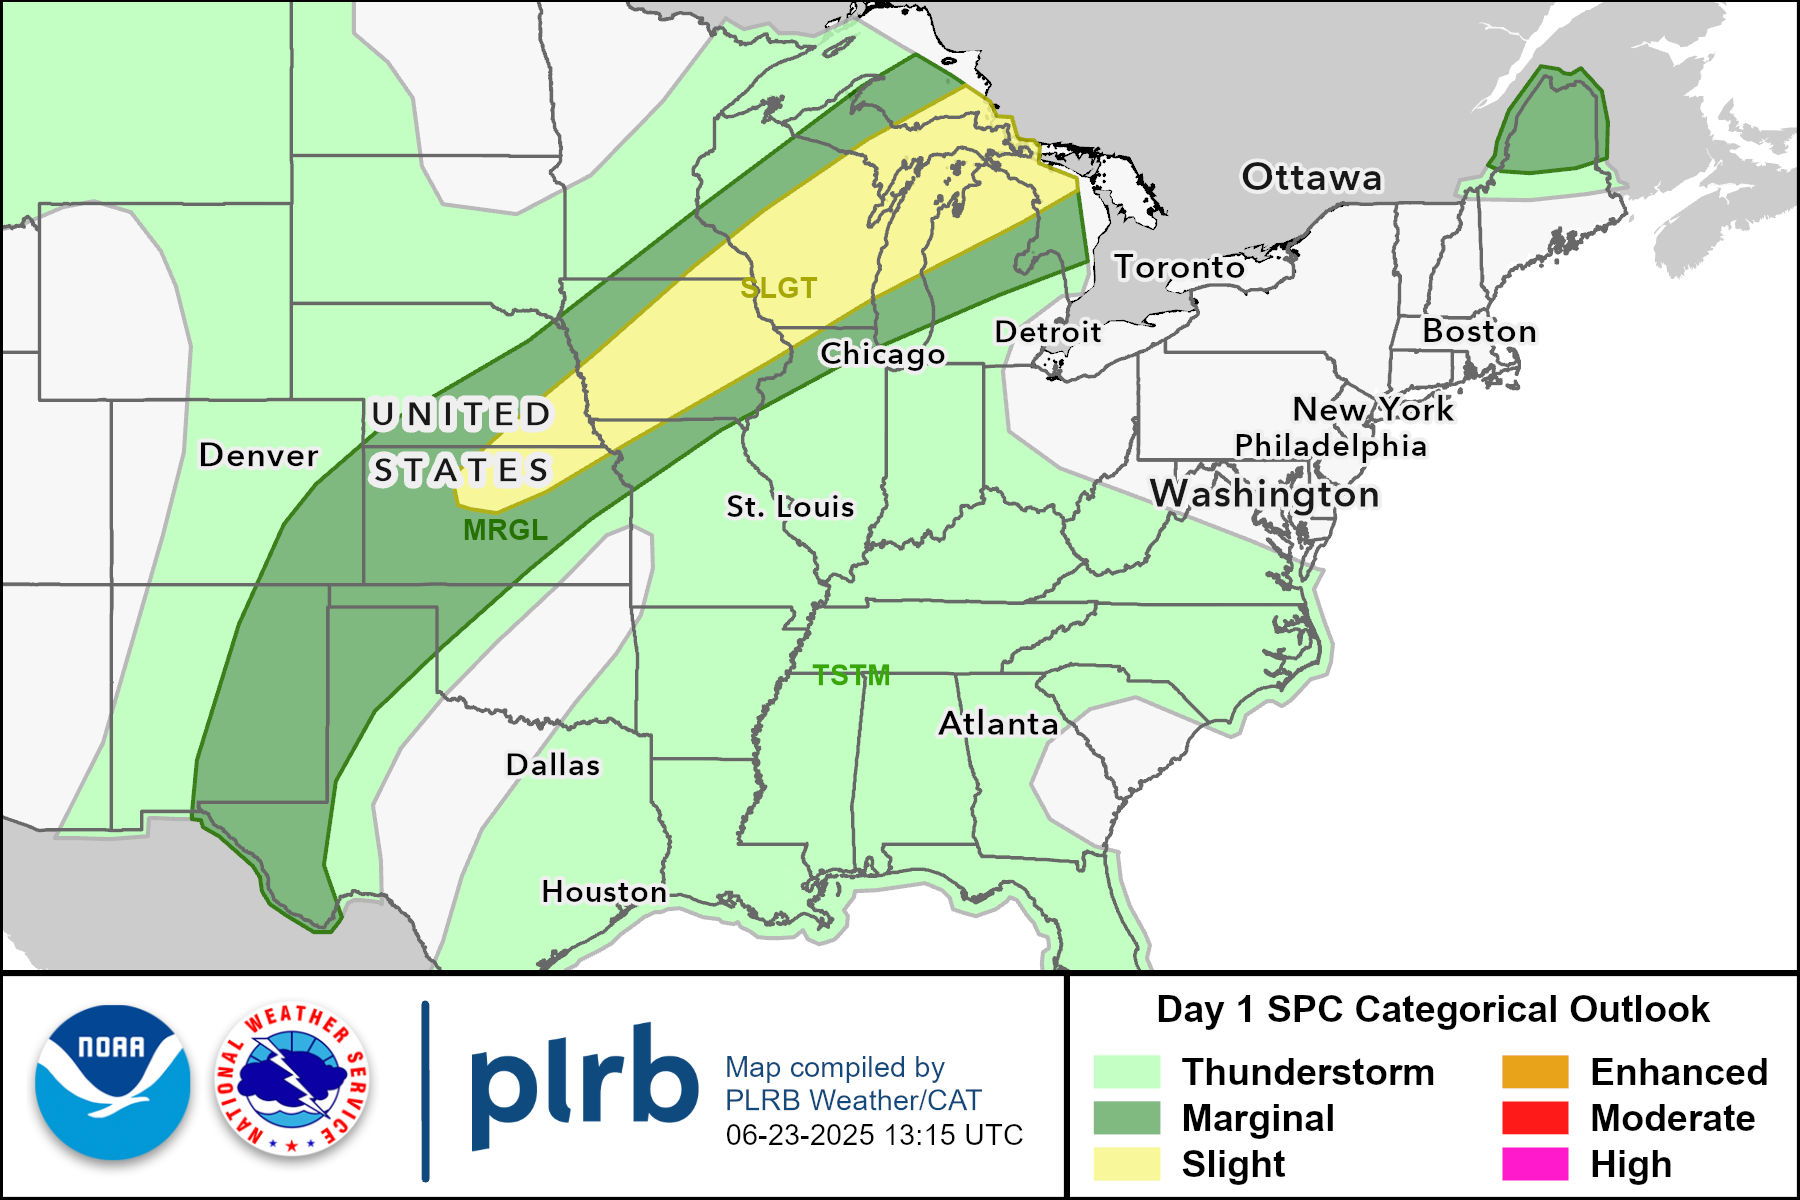 Ottawa
Toronto
SLGT
Detroit
Boston
Chicago
UNITED
STATES
New York
Philadelphia
Denver
Washington
St. Louis
MRGL
TSTM
Atlanta
Dallas
Houston
NOAA
NATIONAL WEATHER SERVICE
plrb
Map compiled by
PLRB Weather/CAT
06-23-2025 13:15 UTC
Day 1 SPC Categorical Outlook
Thunderstorm
Marginal
Slight
Enhanced
Moderate
High